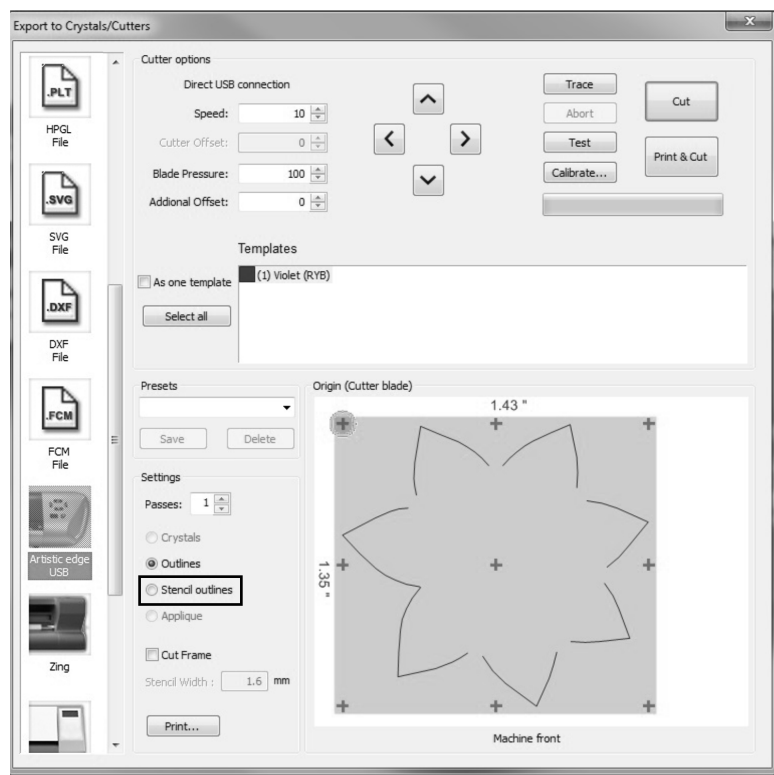 Export to Crystals/Cutters
x
.PLT
HPGL
File
.SVG
SVG
File
.DXF
DXF
File
.FCM
FCM
File
Artistic edge
USB
Zing
Cutter options
Direct USB connection
Speed: 10
Cutter Offset: 0
Blade Pressure: 100
Addional Offset: 0
Trace
Abort
Test
Calibrate...
Cut
Print & Cut
Templates
As one template
(1) Violet (RYB)
Select all
Presets
Save Delete
Settings
Passes: 1
Crystals
Outlines
Stencil outlines
Applique
Cut Frame
Stencil Width : 1.6 mm
Print...
Origin (Cutter blade)
1.43 "
1.35 "
Machine front